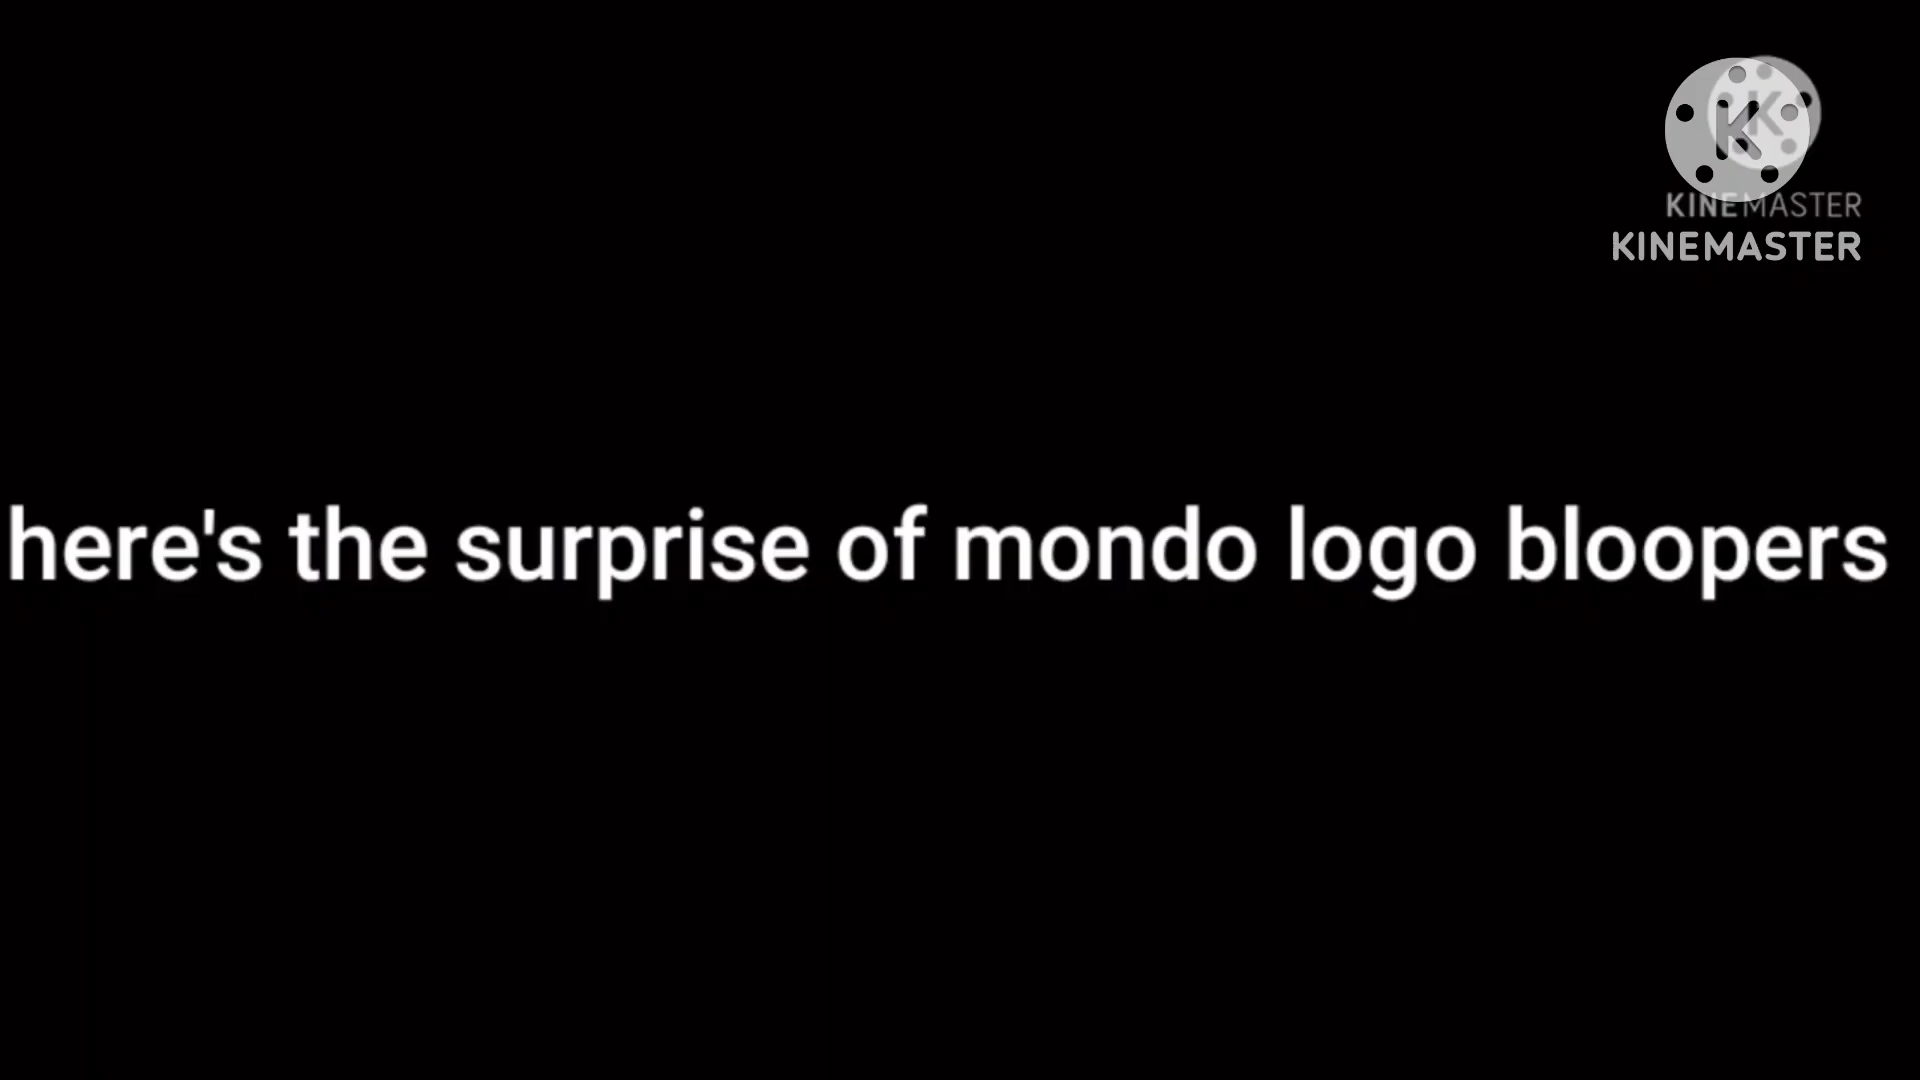 K
K
KINEMASTER
KINEMASTER
here's the surprise of mondo logo bloopers